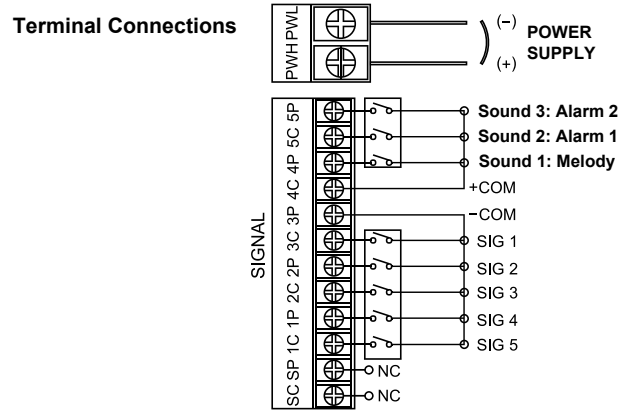 Terminal Connections
PWH PWL
(−)
POWER
SUPPLY
(+)
SIGNAL
SC SP 1C 1P 2C 2P 3C 3P 4C 4P 5C 5P
Sound 3: Alarm 2
Sound 2: Alarm 1
Sound 1: Melody
+COM
−COM
SIG 1
SIG 2
SIG 3
SIG 4
SIG 5
NC
NC